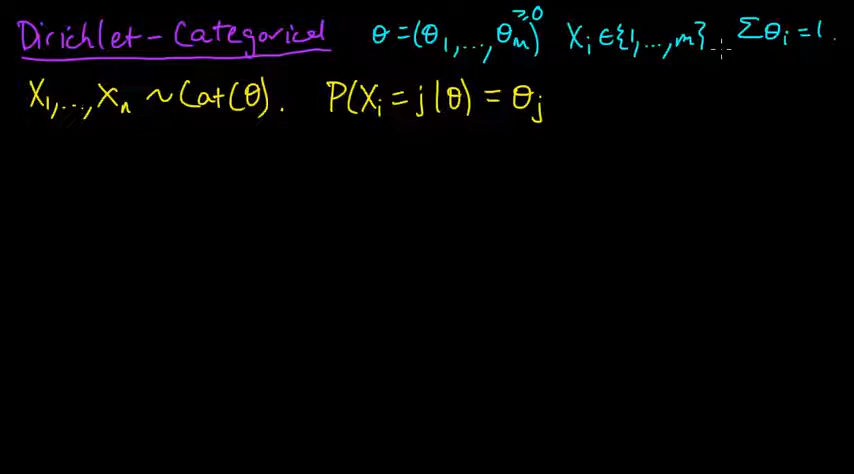 Dirichlet-Categorical θ = (θ₁,...,θₘ) ≥0 Xᵢ ∈ {1,...,m} Σθᵢ = 1.
X₁,...,Xₙ ~ Cat(θ). P(Xᵢ = j | θ) = θⱼ